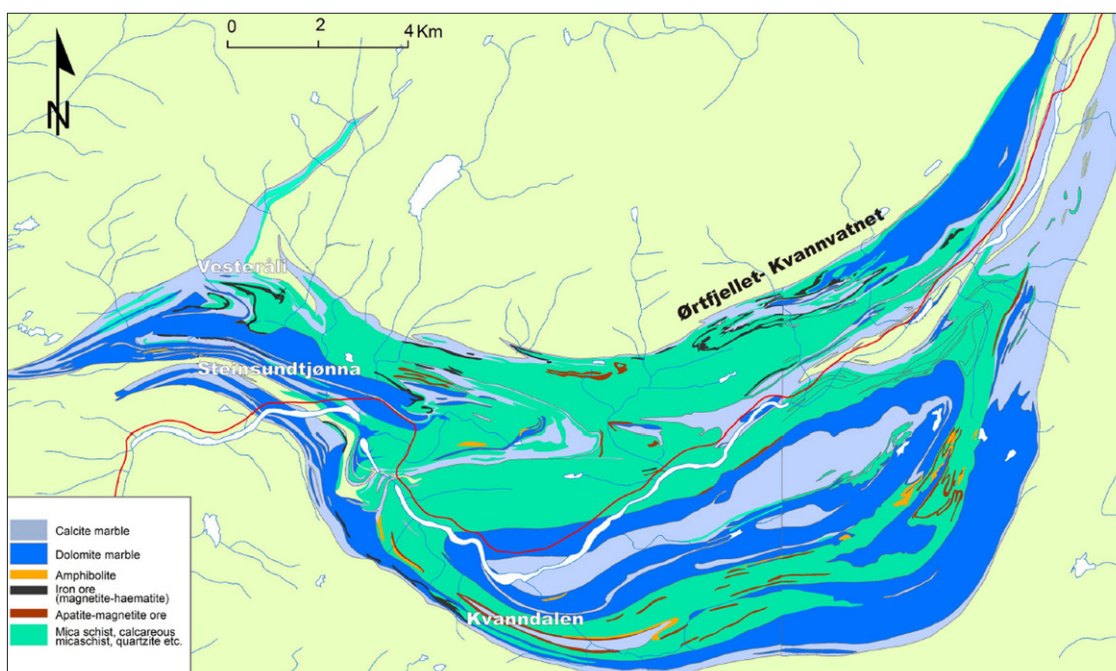 0 2 4 Km
N
Ørtfjellet- Kvannvatnet
Vesteråli
Steinsundtjønna
Kvanndalen
Calcite marble
Dolomite marble
Amphibolite
Iron ore
(magnetite-haematite)
Apatite-magnetite ore
Mica schist, calcareous
micaschist, quartzite etc.